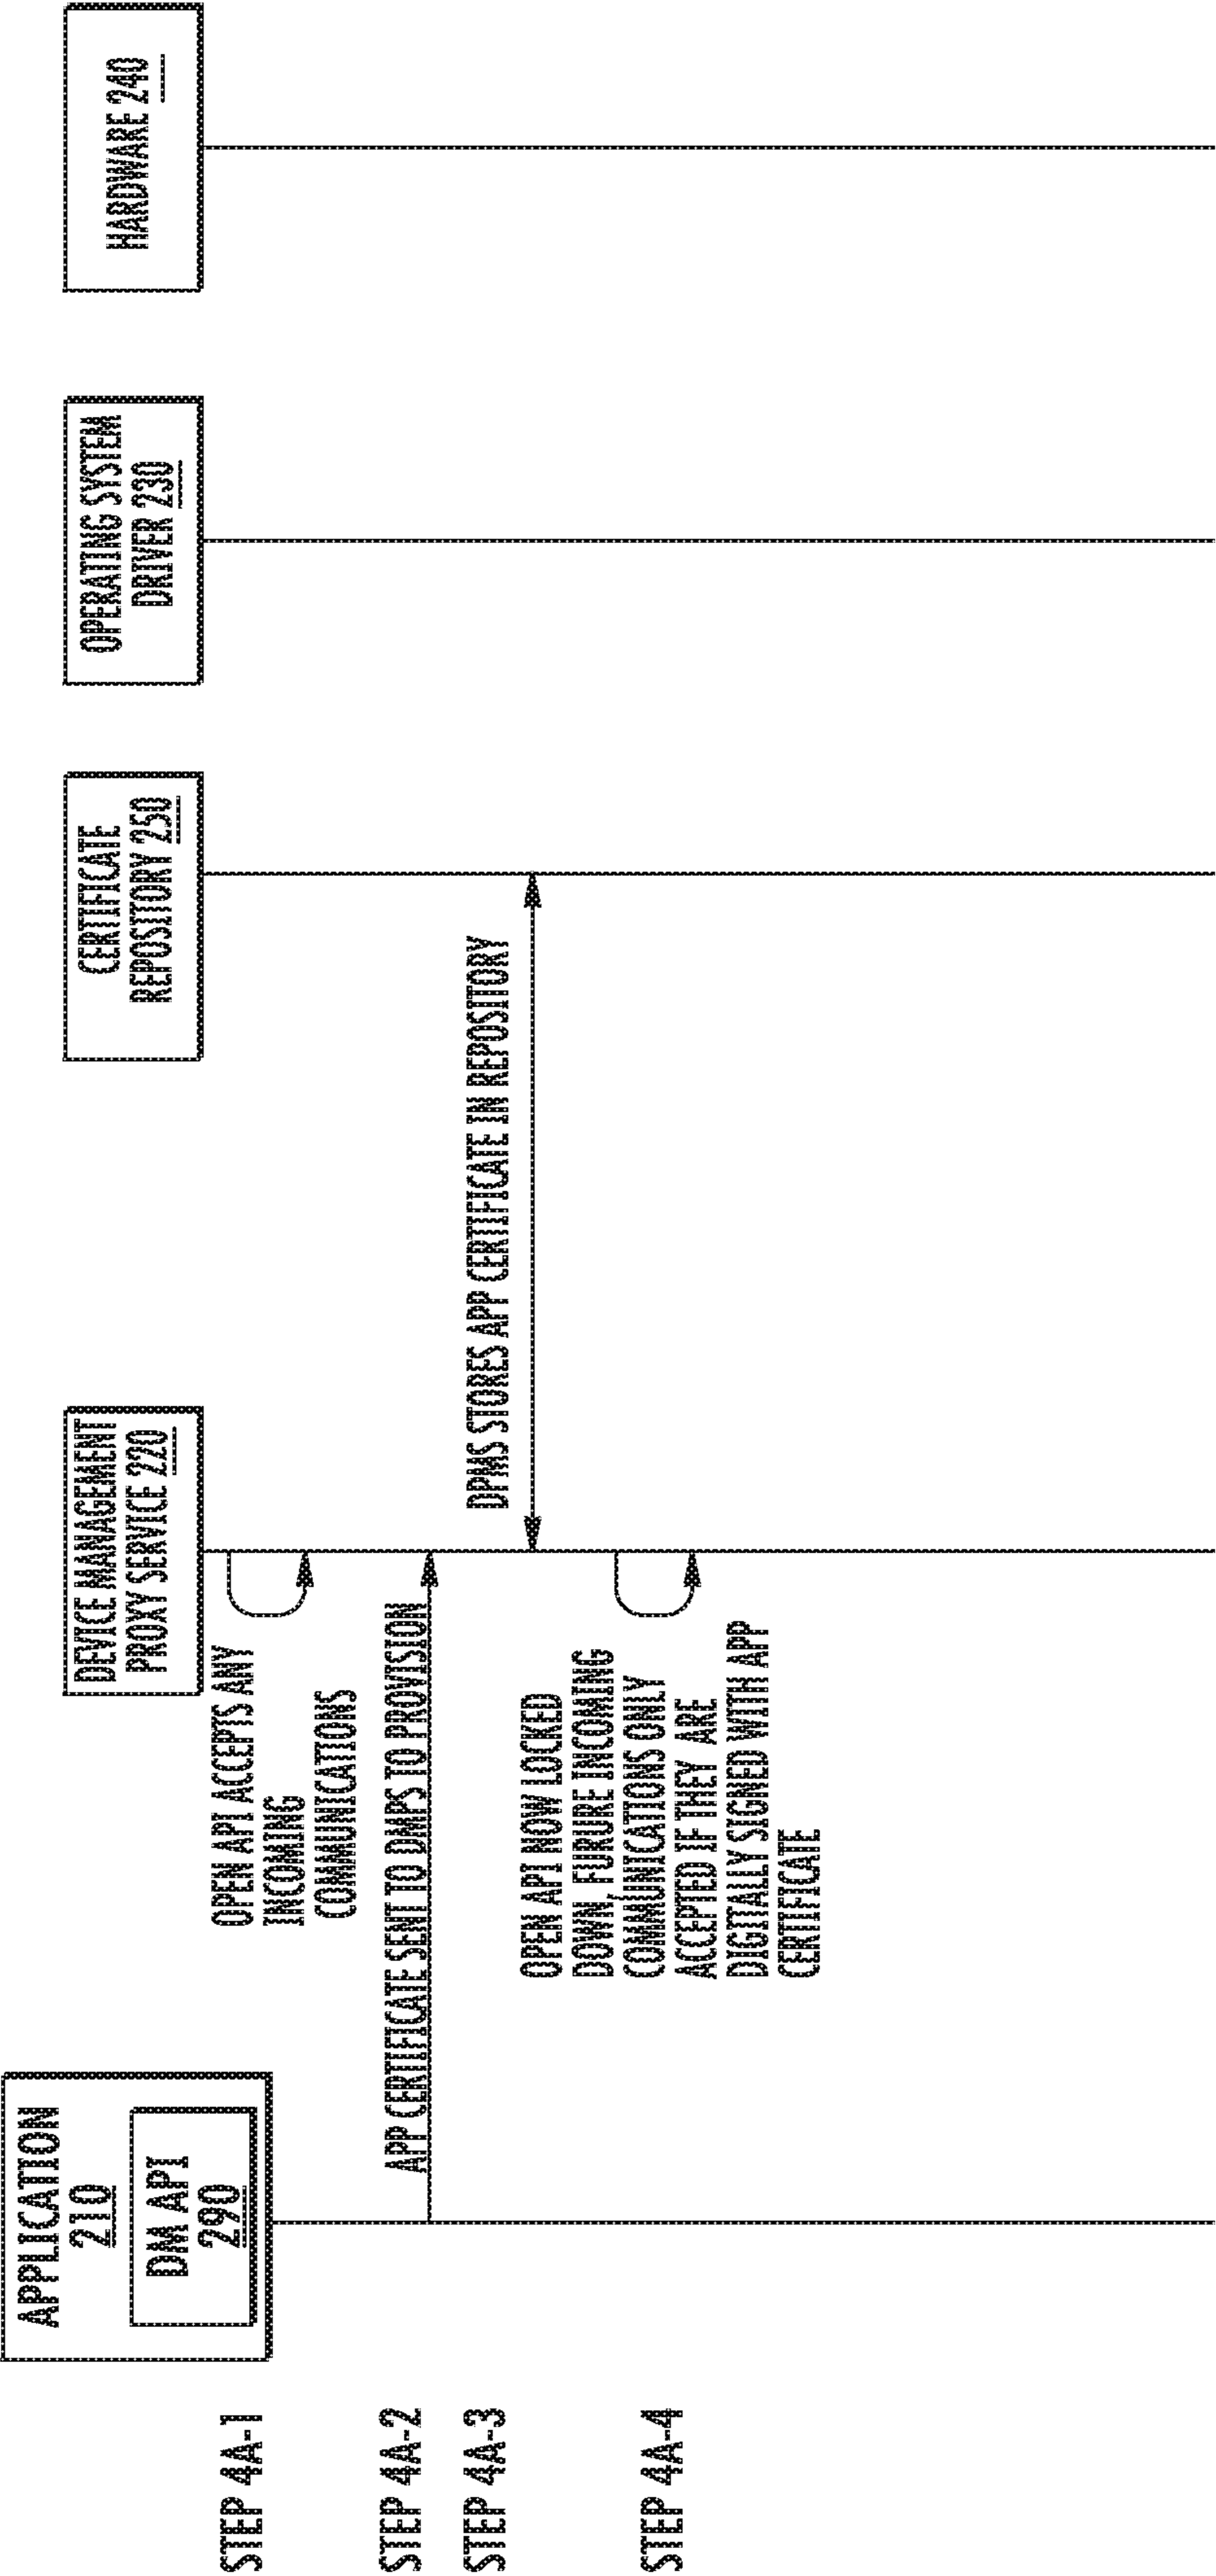 APPLICATION
210
DM API
290
DEVICE MANAGEMENT
PROXY SERVICE 220
CERTIFICATE
REPOSITORY 250
OPERATING SYSTEM
DRIVER 230
HARDWARE 240
STEP 4A-1
OPEN API ACCEPTS ANY
INCOMING
COMMUNICATIONS
STEP 4A-2
APP CERTIFICATE SENT TO DMPS TO PROVISION
STEP 4A-3
DPMS STORES APP CERTIFICATE IN REPOSITORY
STEP 4A-4
OPEN API NOW LOCKED
DOWN, FURURE INCOMING
COMMUNICATIONS ONLY
ACCEPTED IF THEY ARE
DIGITALLY SIGNED WITH APP
CERTIFICATE